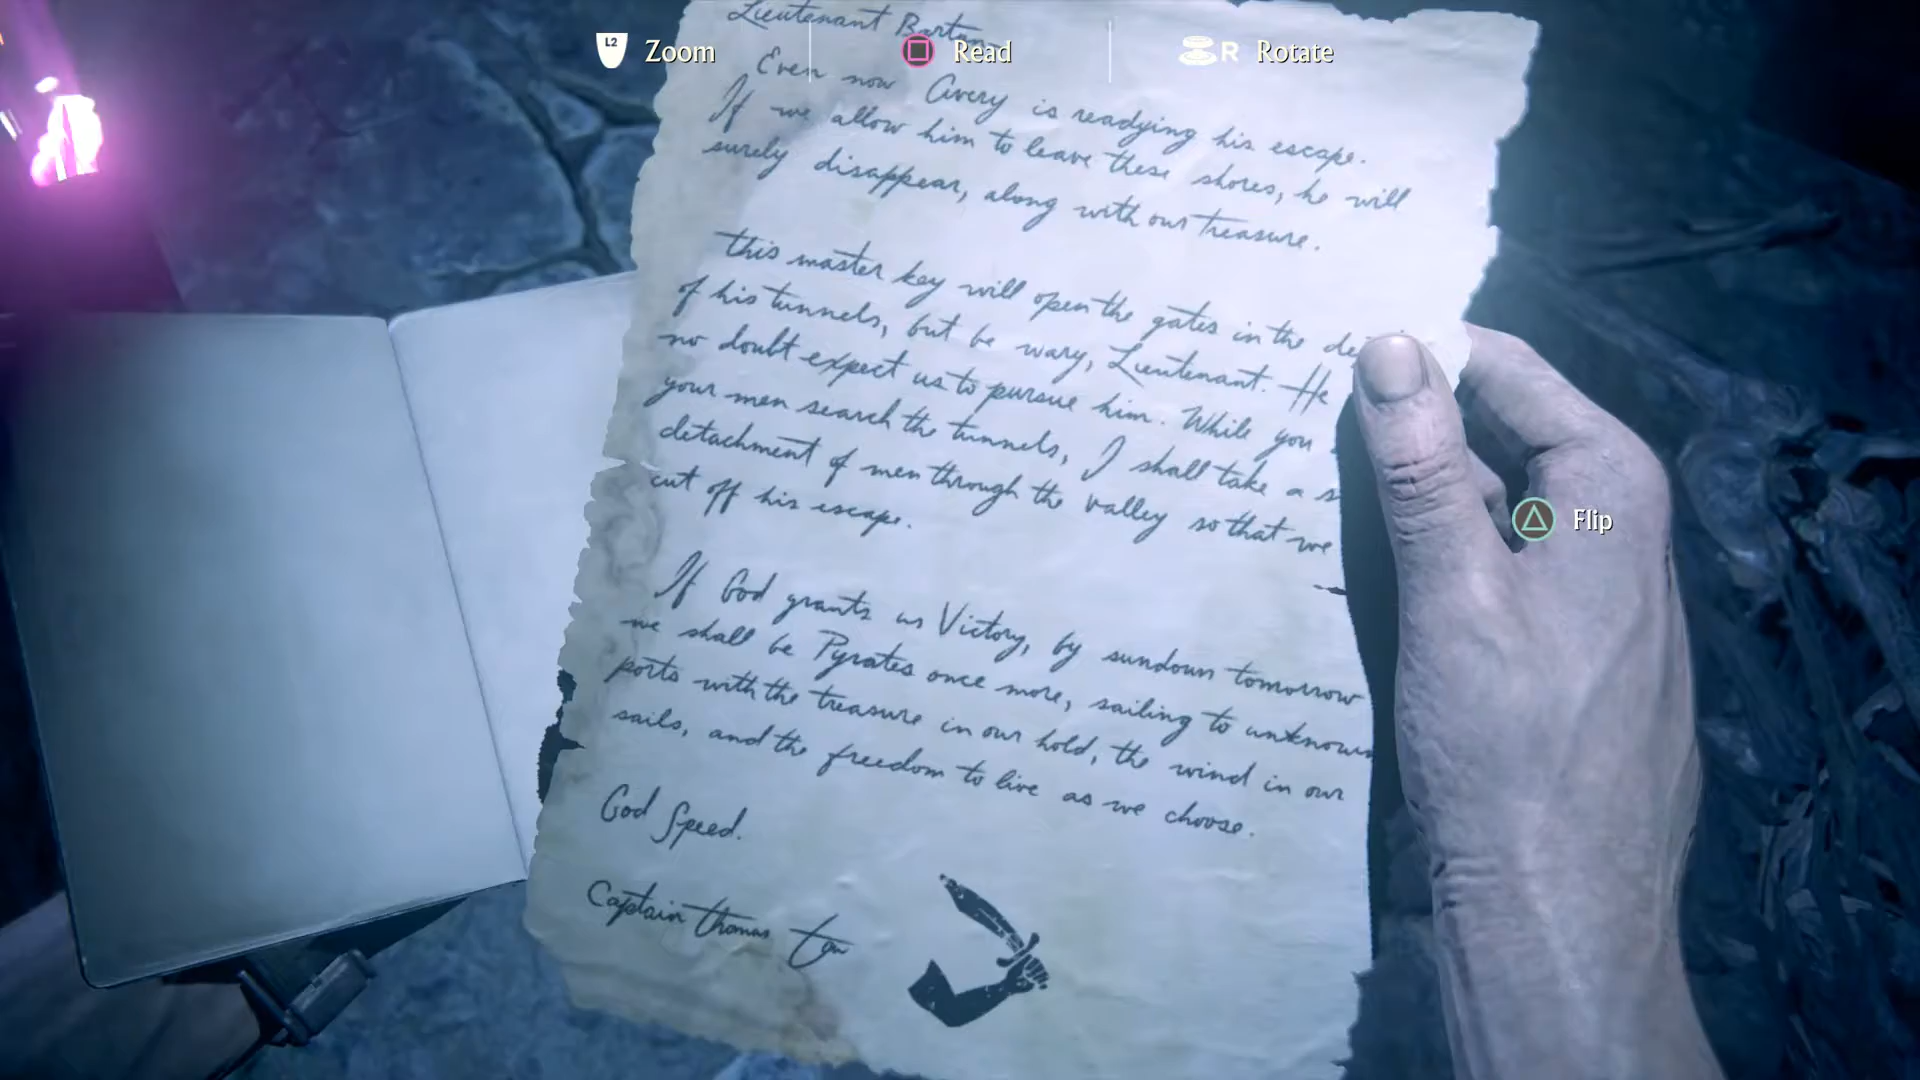 Lieutenant Barton
L2 Zoom Read R Rotate
Even now Avery is readying his escape.
If we allow him to leave these shores, he will
surely disappear, along with our treasure.
This master key will open the gates in the
of his tunnels, but be wary, Lieutenant. He
no doubt expect us to pursue him. While you
your men search the tunnels, I shall take a
detachment of men through the valley so that we
cut off his escape.
Flip
If God grants us Victory, by sundown tomorrow
we shall be Pyrates once more, sailing to unknown
ports with the treasure in our hold, the wind in our
sails, and the freedom to live as we choose.
God Speed.
Captain Thomas Tew